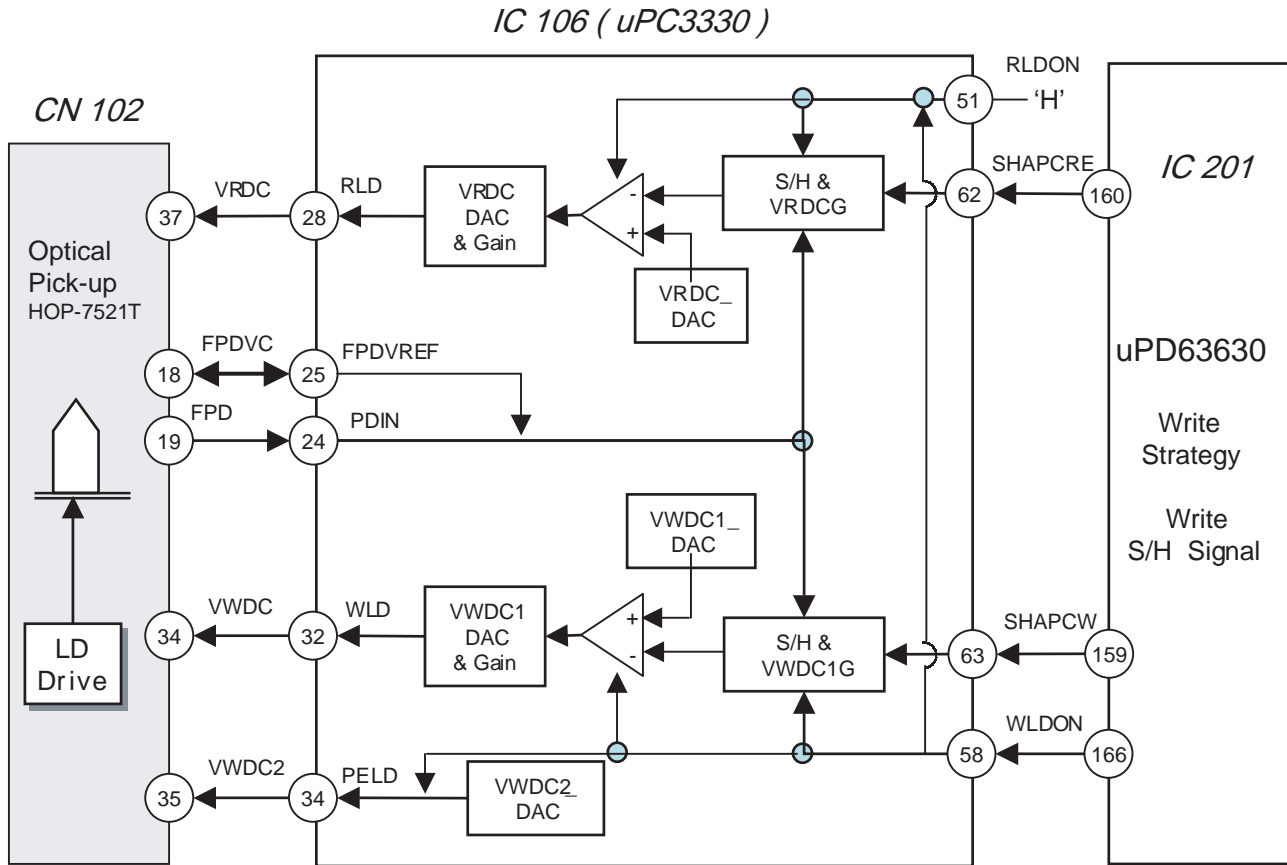 IC 106 ( uPC3330 )
CN 102
Optical
Pick-up
HOP-7521T
LD
Drive
VRDC
37
28
RLD
VRDC
DAC
& Gain
-
+
VRDC_
DAC
S/H &
VRDCG
51
RLDON
'H'
62
SHAPCRE
160
IC 201
FPDVC
18
25
FPDVREF
FPD
19
24
PDIN
uPD63630
Write
Strategy
Write
S/H Signal
VWDC1_
DAC
VWDC
34
32
WLD
VWDC1
DAC
& Gain
+
-
S/H &
VWDC1G
63
SHAPCW
159
58
WLDON
166
VWDC2
35
34
PELD
VWDC2_
DAC